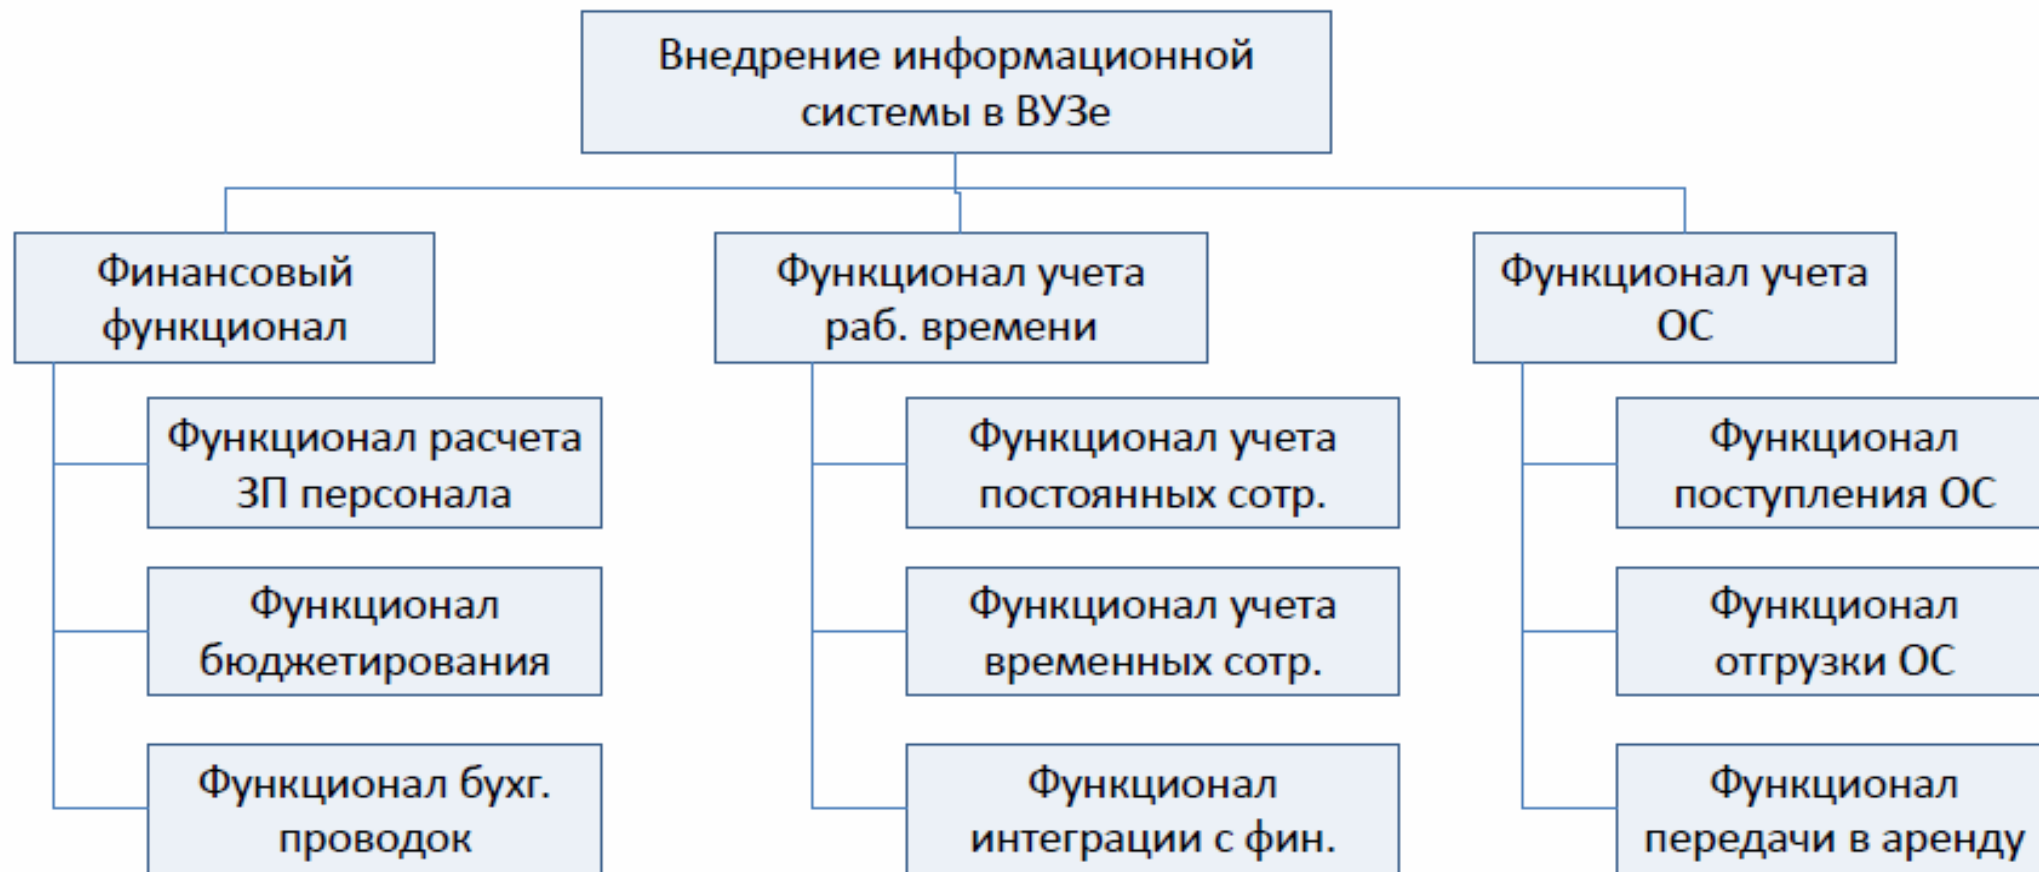 Внедрение информационной
системы в ВУЗе
Финансовый
функционал
Функционал расчета
ЗП персонала
Функционал
бюджетирования
Функционал бухг.
проводок
Функционал учета
раб. времени
Функционал учета
постоянных сотр.
Функционал учета
временных сотр.
Функционал
интеграции с фин.
Функционал учета
ОС
Функционал
поступления ОС
Функционал
отгрузки ОС
Функционал
передачи в аренду